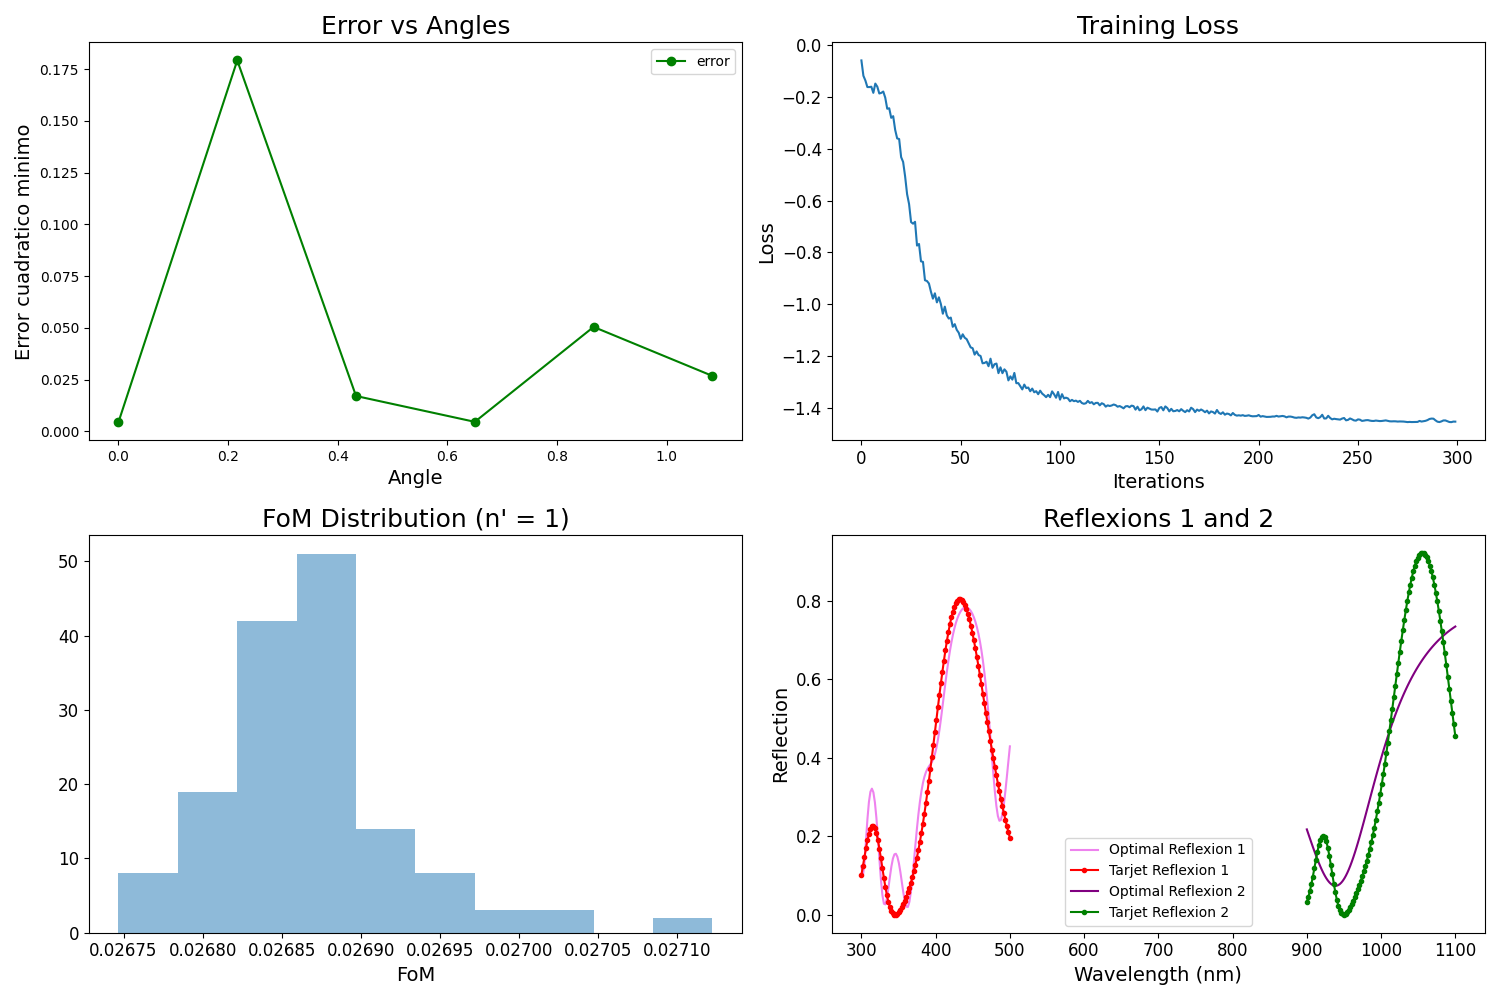 Error vs Angles
error
0.175
0.150
0.125
0.100
0.075
0.050
0.025
0.000
Error cuadratico minimo
0.0 0.2 0.4 0.6 0.8 1.0
Angle
Training Loss
0.0
−0.2
−0.4
−0.6
−0.8
−1.0
−1.2
−1.4
Loss
0 50 100 150 200 250 300
Iterations
FoM Distribution (n' = 1)
50
40
30
20
10
0
0.02675 0.02680 0.02685 0.02690 0.02695 0.02700 0.02705 0.02710
FoM
Reflexions 1 and 2
0.8
0.6
0.4
0.2
0.0
Reflection
Optimal Reflexion 1
Tarjet Reflexion 1
Optimal Reflexion 2
Tarjet Reflexion 2
300 400 500 600 700 800 900 1000 1100
Wavelength (nm)